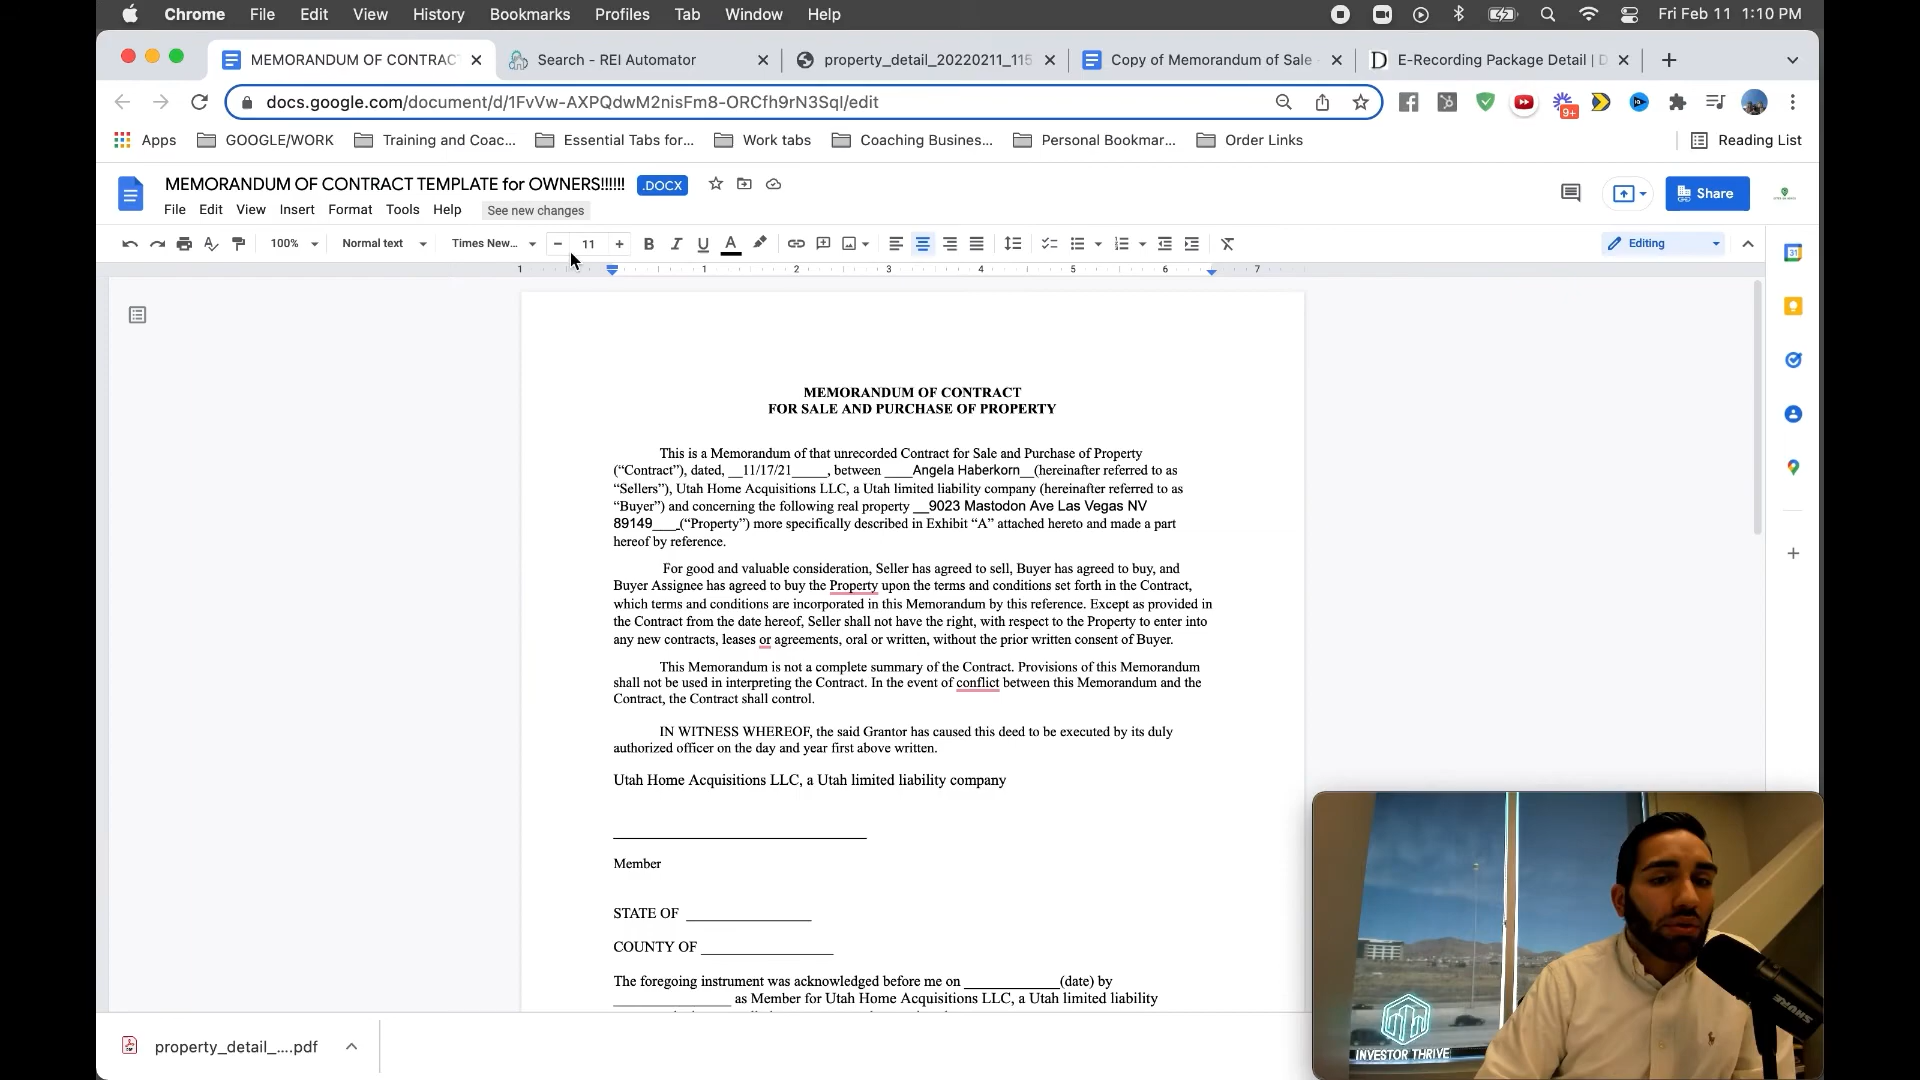 Chrome File Edit View History Bookmarks Profiles Tab Window Help Fri Feb 11 1:10 PM
MEMORANDUM OF CONTRAC Search - REI Automator property_detail_20220211_115 Copy of Memorandum of Sale - E-Recording Package Detail | D
docs.google.com/document/d/1FvVw-AXPQdwM2nisFm8-ORCfh9rN3SqI/edit 9+
Apps GOOGLE/WORK Training and Coac... Essential Tabs for... Work tabs Coaching Busines... Personal Bookmar... Order Links Reading List
MEMORANDUM OF CONTRACT TEMPLATE for OWNERS!!!!!! .DOCX
Share
File Edit View Insert Format Tools Help See new changes
100% Normal text Times New... 11 Editing
1 1 2 3 4 5 6 7
MEMORANDUM OF CONTRACT
FOR SALE AND PURCHASE OF PROPERTY
This is a Memorandum of that unrecorded Contract for Sale and Purchase of Property
(“Contract”), dated, __11/17/21_____, between ____Angela Haberkorn__(hereinafter referred to as
“Sellers”), Utah Home Acquisitions LLC, a Utah limited liability company (hereinafter referred to as
“Buyer”) and concerning the following real property __9023 Mastodon Ave Las Vegas NV
89149____(“Property”) more specifically described in Exhibit “A” attached hereto and made a part
hereof by reference.
For good and valuable consideration, Seller has agreed to sell, Buyer has agreed to buy, and
Buyer Assignee has agreed to buy the Property upon the terms and conditions set forth in the Contract,
which terms and conditions are incorporated in this Memorandum by this reference. Except as provided in
the Contract from the date hereof, Seller shall not have the right, with respect to the Property to enter into
any new contracts, leases or agreements, oral or written, without the prior written consent of Buyer.
This Memorandum is not a complete summary of the Contract. Provisions of this Memorandum
shall not be used in interpreting the Contract. In the event of conflict between this Memorandum and the
Contract, the Contract shall control.
IN WITNESS WHEREOF, the said Grantor has caused this deed to be executed by its duly
authorized officer on the day and year first above written.
Utah Home Acquisitions LLC, a Utah limited liability company
Member
STATE OF __________________
COUNTY OF ___________________
The foregoing instrument was acknowledged before me on ______________(date) by
_________________ as Member for Utah Home Acquisitions LLC, a Utah limited liability
property_detail_....pdf
INVESTOR THRIVE
SHURE